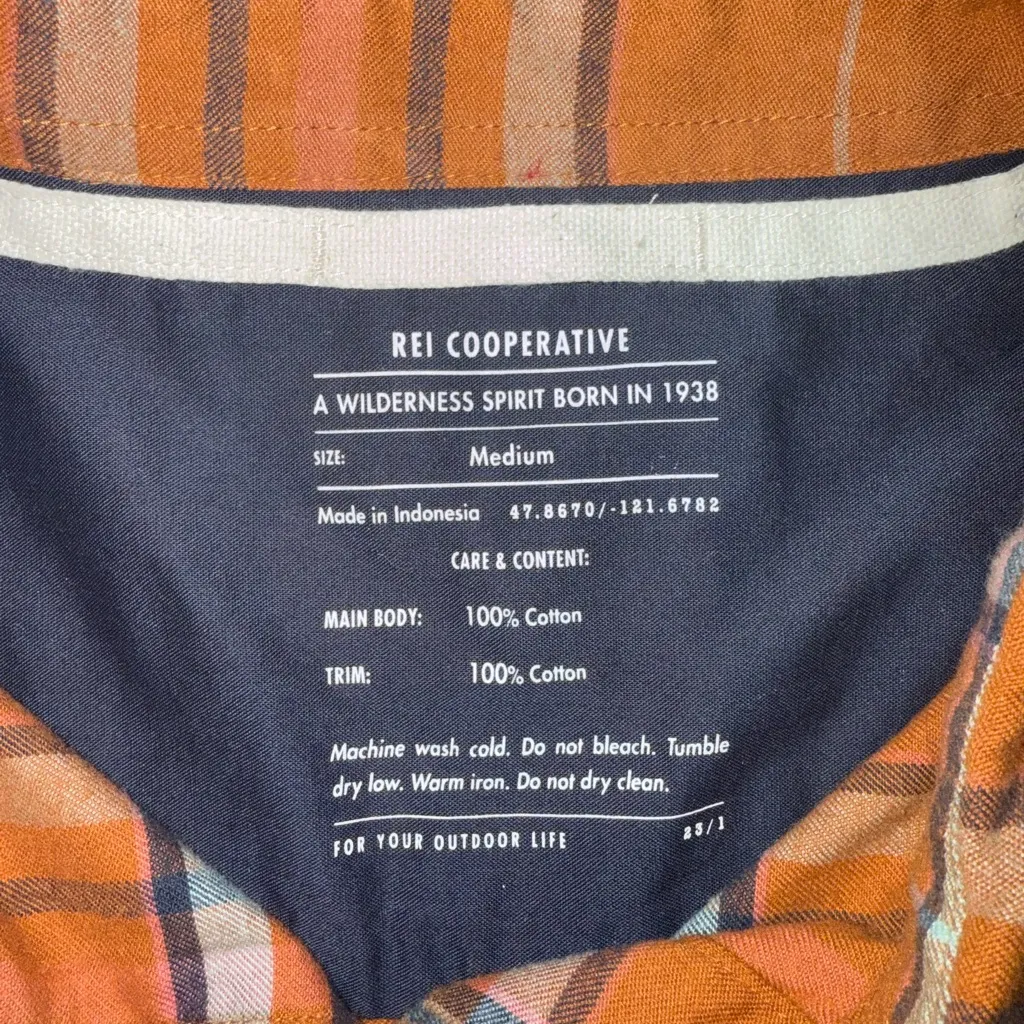 REI COOPERATIVE
A WILDERNESS SPIRIT BORN IN 1938
SIZE: Medium
Made in Indonesia 47.8670/-121.6782
CARE & CONTENT:
MAIN BODY: 100% Cotton
TRIM: 100% Cotton
Machine wash cold. Do not bleach. Tumble
dry low. Warm iron. Do not dry clean.
FOR YOUR OUTDOOR LIFE 23/1